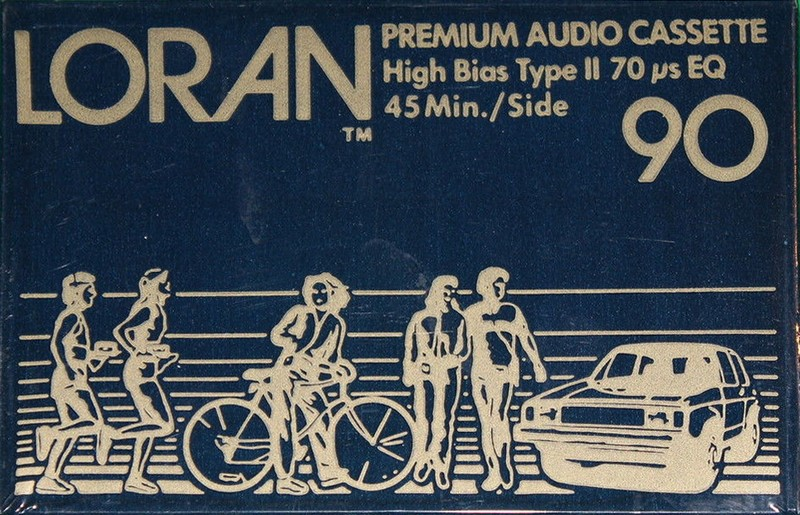 LORAN
TM
PREMIUM AUDIO CASSETTE
High Bias Type II 70 µs EQ
45 Min./Side
90